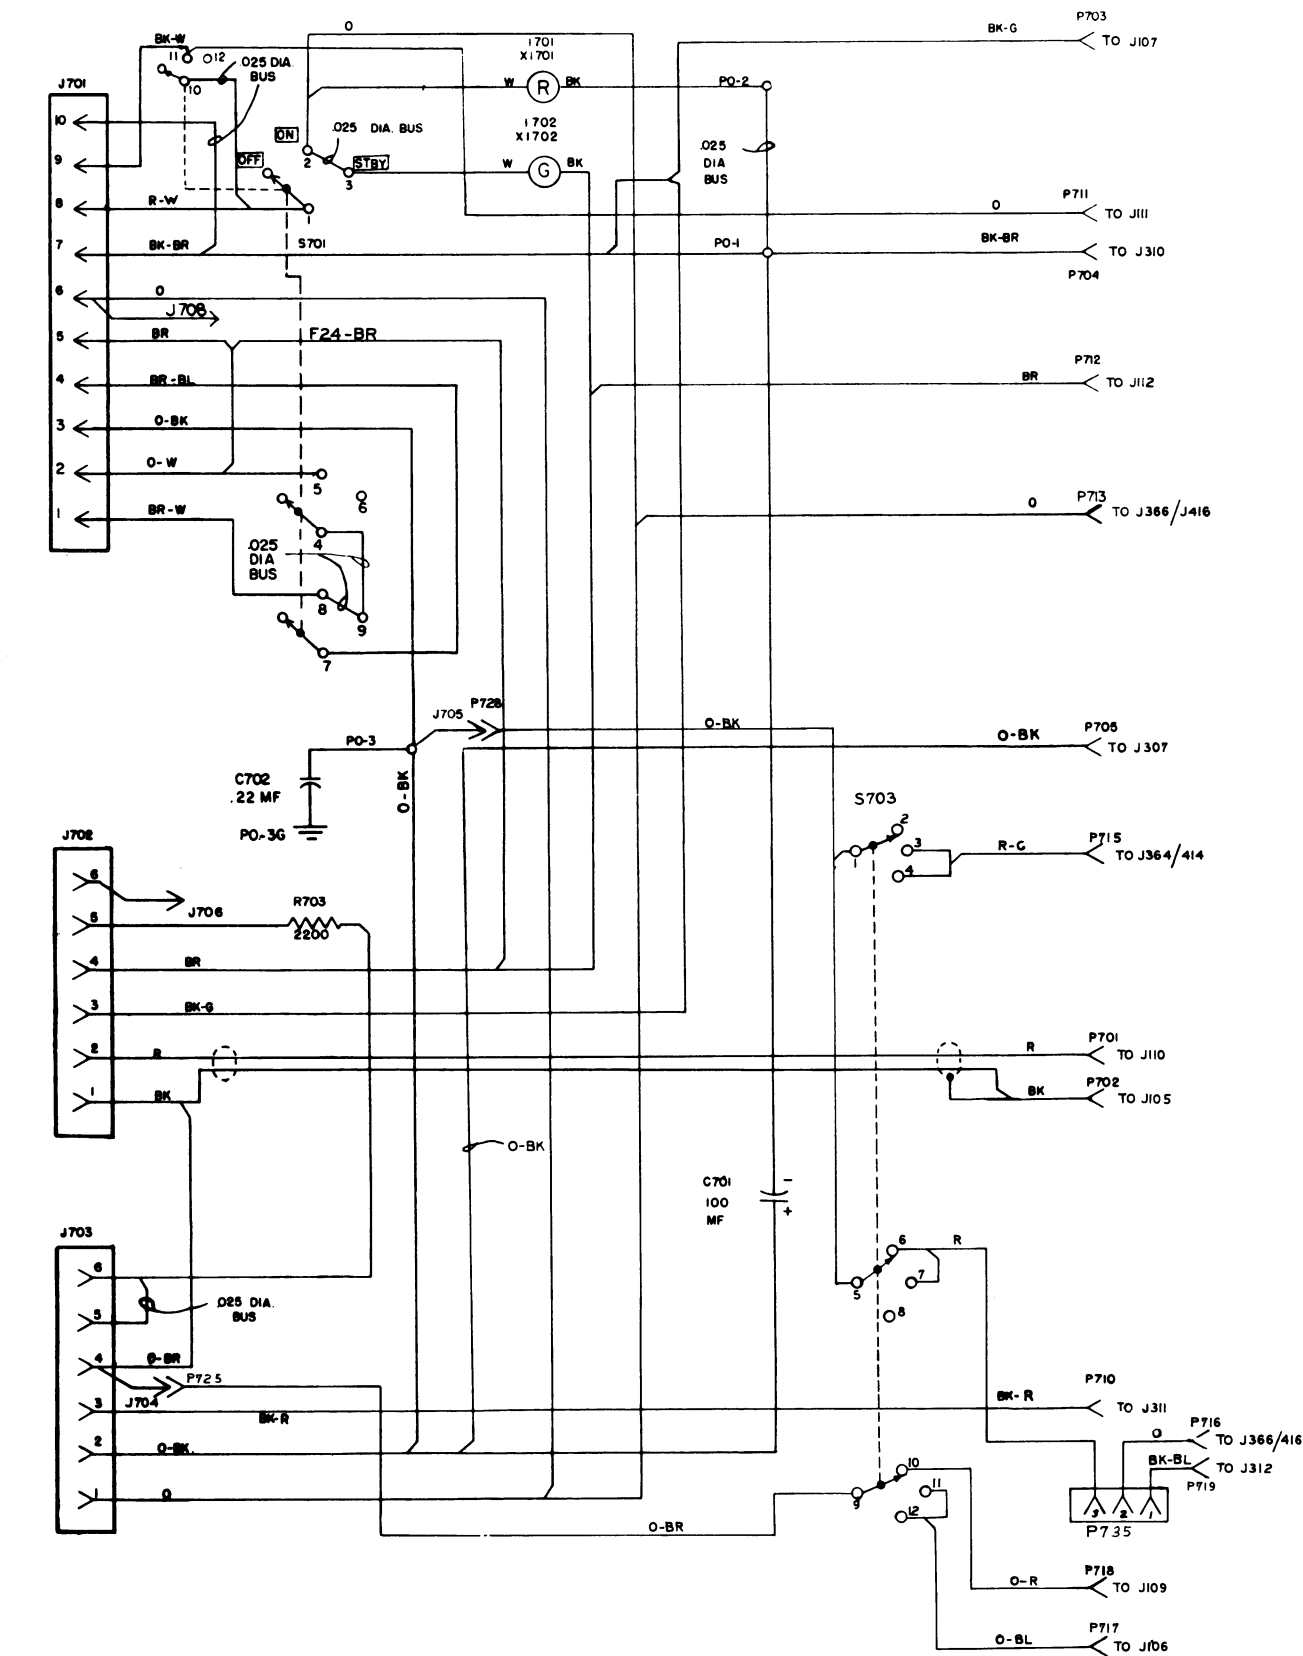 O
P703
BK-G
TO J107
BK-W
11 12
.025 DIA.
BUS
10
1701
X1701
W R BK
PO-2
J701
10
9
8
7
6
5
4
3
2
1
ON
.025 DIA. BUS
2
OFF
STBY
3
1702
X1702
W G BK
.025
DIA
BUS
R-W
1
S701
BK-BR
P711
O
TO J111
PO-1
BK-BR
TO J310
P704
O
J708
BR
F24-BR
BR-BL
P712
BR
TO J112
O-BK
O-W
5
6
BR-W
4
P713
O
TO J366/J416
.025
DIA
BUS
8
9
7
J705
P728
O-BK
P705
O-BK
TO J307
PO-3
C702
.22 MF
O-BK
PO-3G
S703
2
3
1
4
R-G
P715
TO J364/414
J702
6
5
4
3
2
1
J706
R703
2200
BR
BK-G
R
BK
P701
R
TO J110
P702
BK
TO J105
O-BK
C701
100
MF
-
+
J703
6
5
4
3
2
1
.025 DIA.
BUS
6
R
7
5
8
O-BR
P725
J704
BK-R
P710
BK-R
TO J311
O-BK
P716
O
TO J366/416
BK-BL
TO J312
P719
O
10
11
9
12
3 2 1
P735
O-BR
P718
O-R
TO J109
P717
O-BL
TO J106